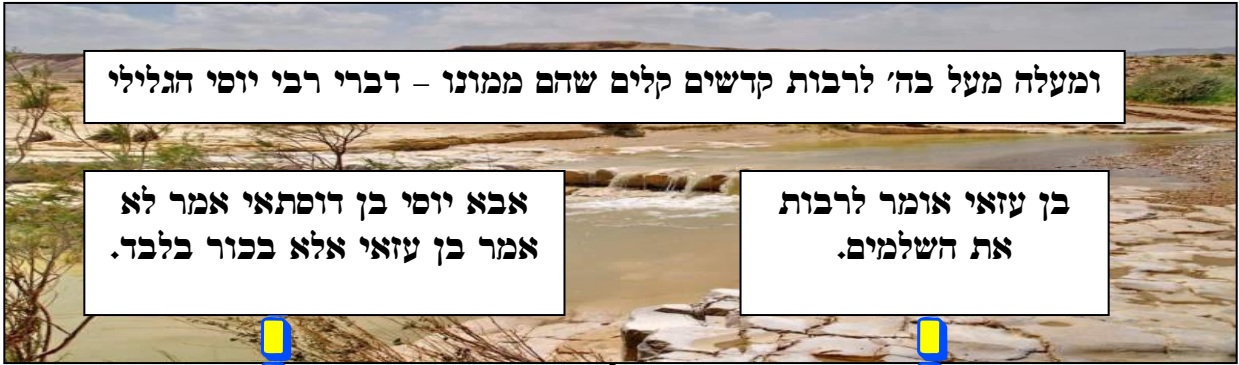 ומעלה מעל בה׳ לרבות קדשים קלים שהם ממונו – דברי רבי יוסי הגלילי
בן עזאי אומר לרבות
את השלמים.
אבא יוסי בן דוסתאי אמר לא
אמר בן עזאי אלא בכור בלבד.